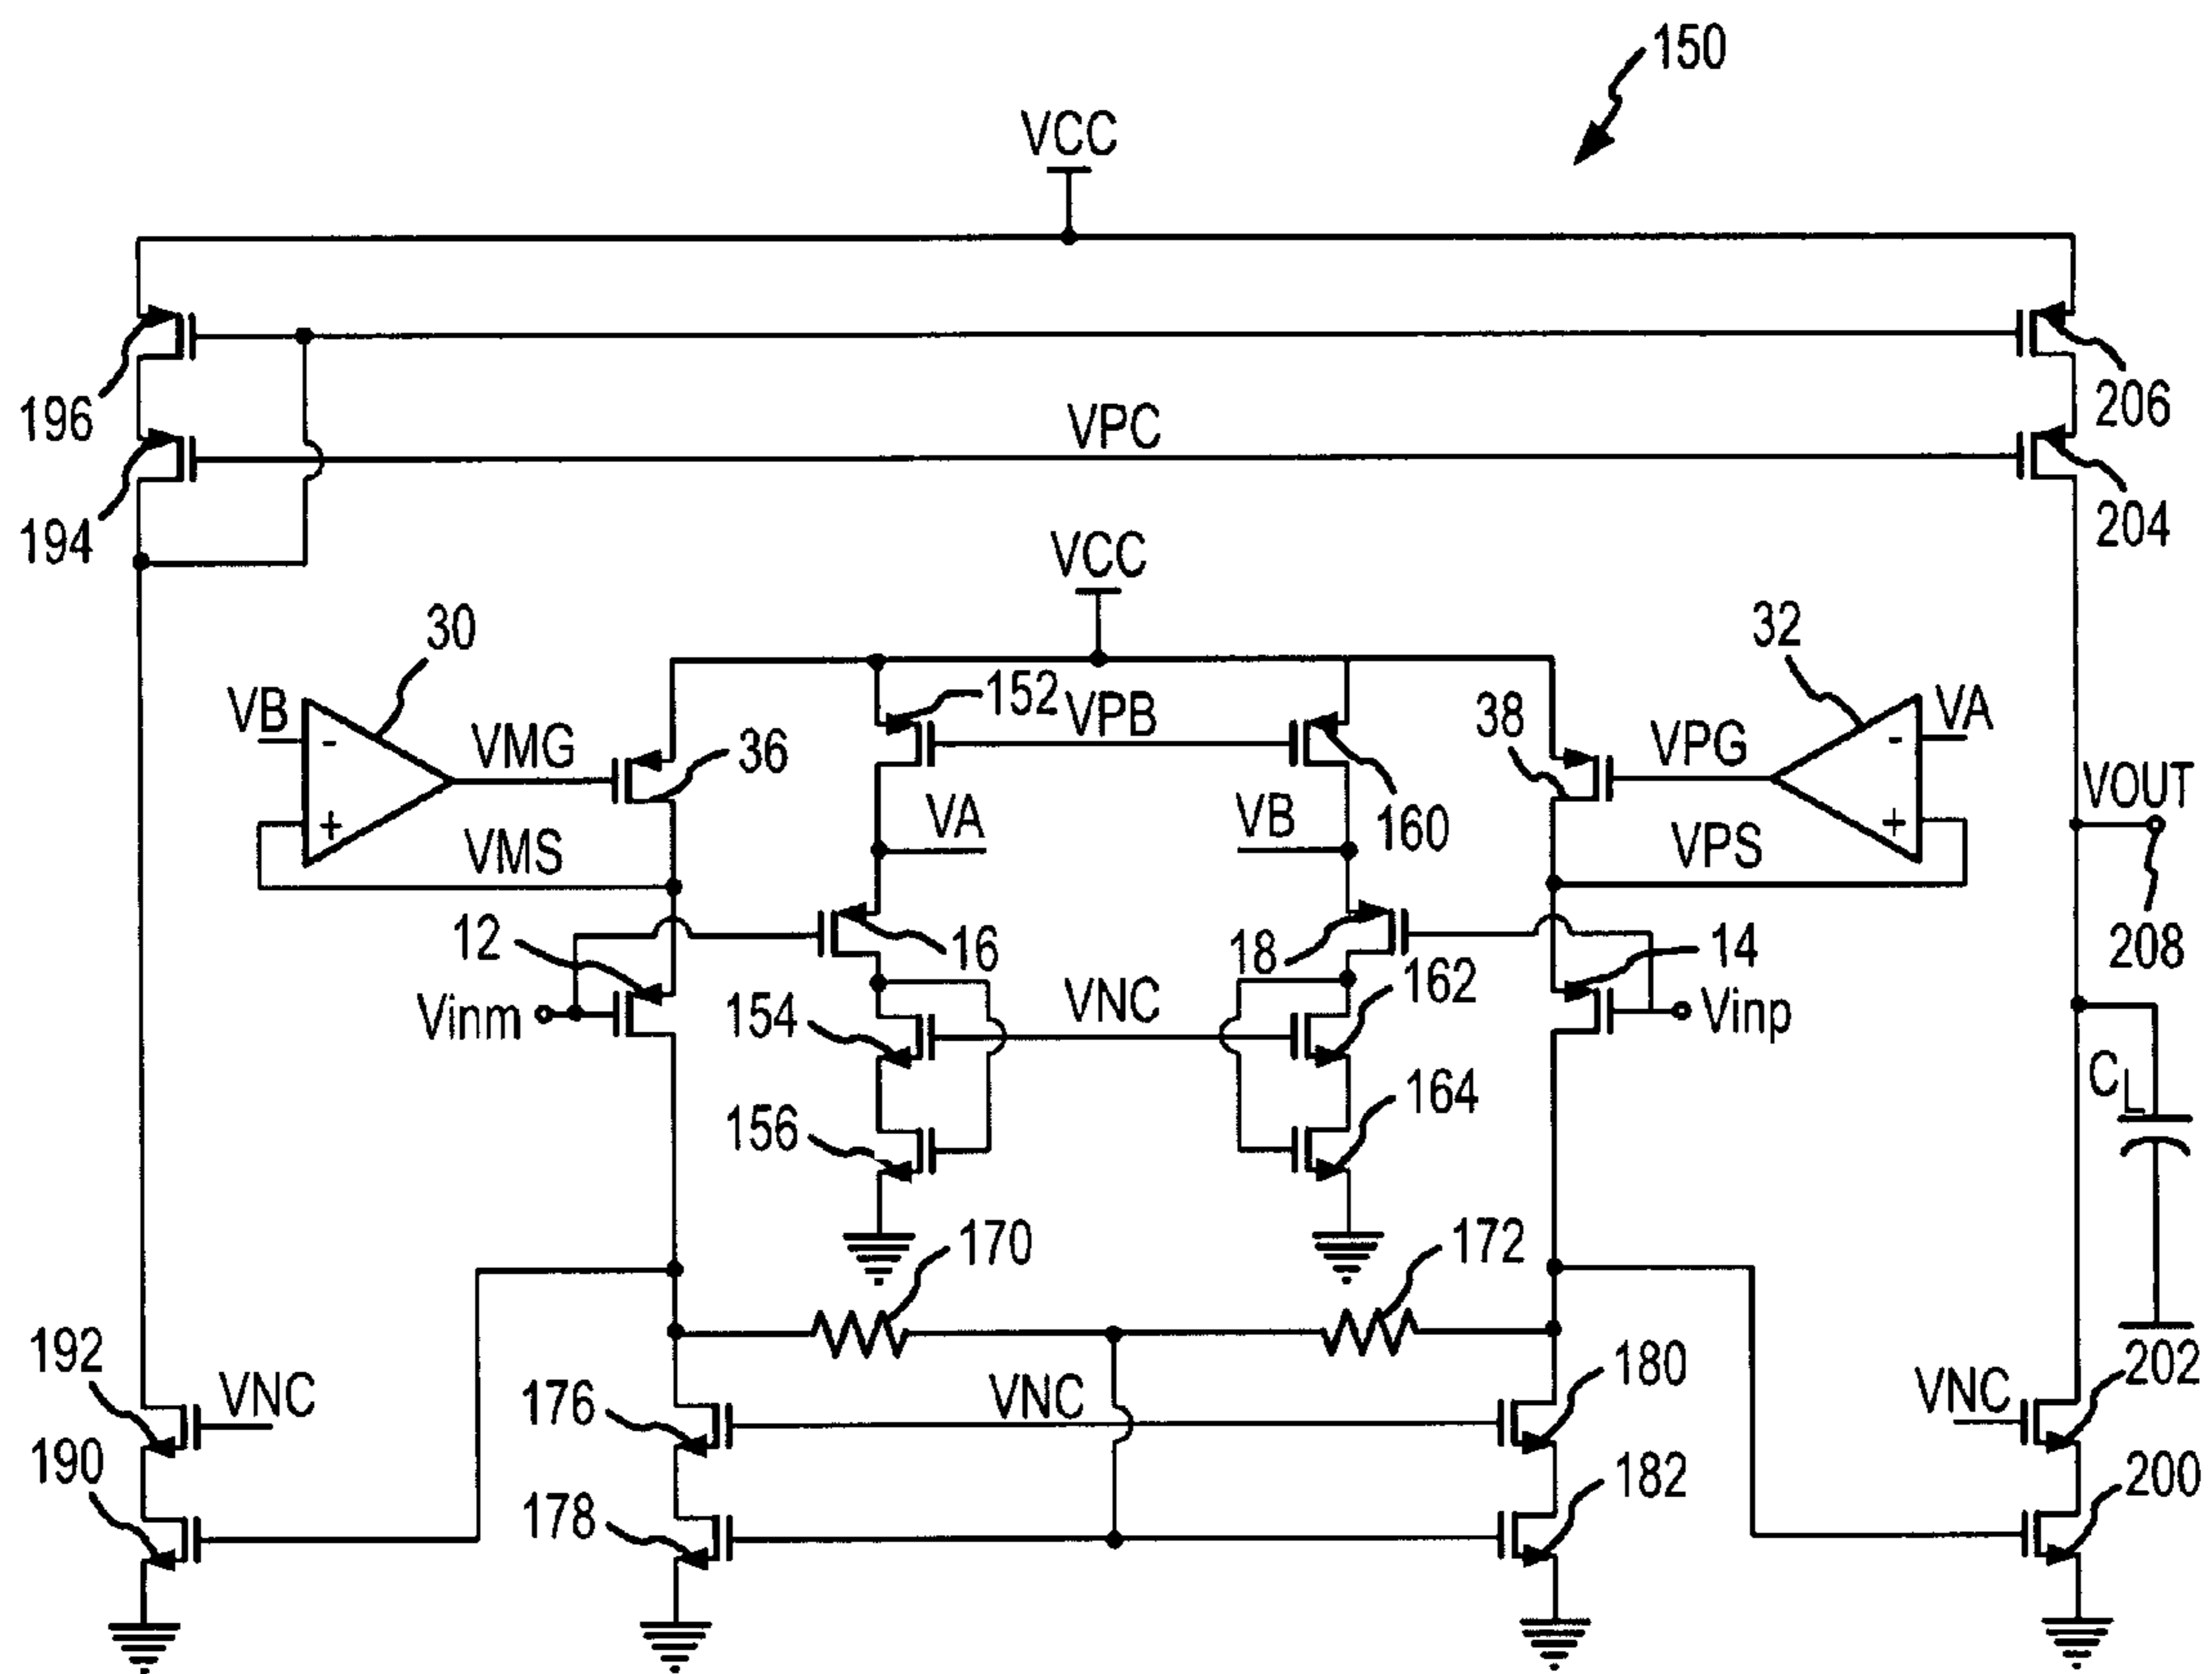 150
VCC
196
206
VPC
194
204
VCC
30
32
VB
-
152
VPB
38
VPG
-
VA
VMG
36
VOUT
VA
VB
160
+
VMS
VPS
+
12
16
18
14
208
Vinm
154
VNC
162
Vinp
156
164
CL
170
172
192
VNC
176
VNC
180
VNC
202
190
178
182
200